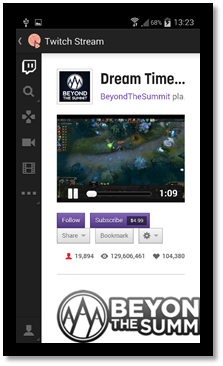 68% 13:23
Twitch Stream
BEYOND
THE SUMMIT
Dream Time...
BeyondTheSummit pla..
1:09
Follow
Subscribe $4.99
Share
Bookmark
19,894 129,606,461 104,380
BEYON
THE SUMM